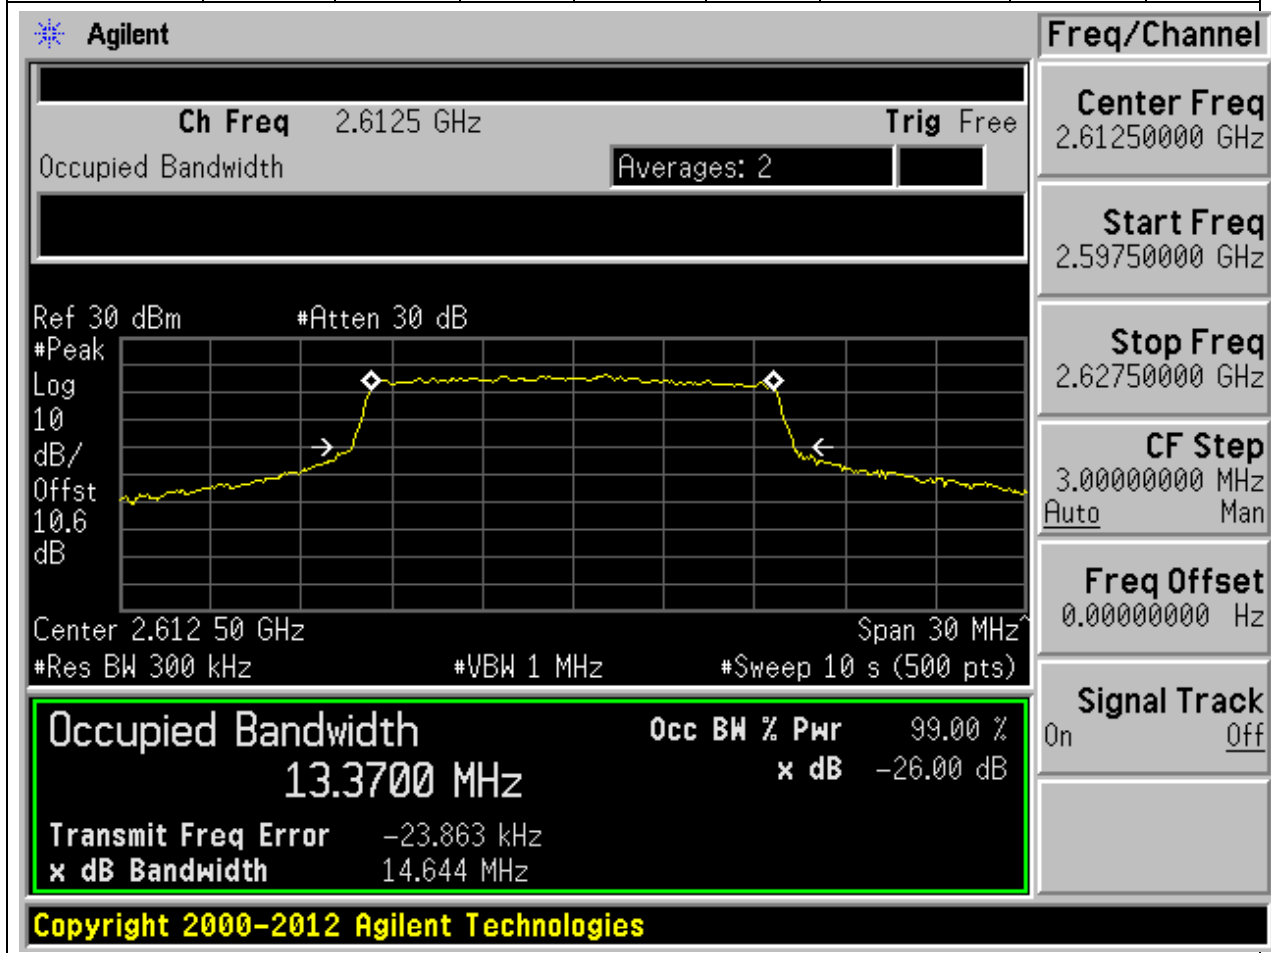 Agilent
Freq/Channel
Ch Freq 2.6125 GHz Trig Free
Occupied Bandwidth Averages: 2
Center Freq
2.61250000 GHz
Start Freq
2.59750000 GHz
Stop Freq
2.62750000 GHz
CF Step
3.00000000 MHz
Auto Man
Freq Offset
0.00000000 Hz
Signal Track
On Off
Ref 30 dBm #Atten 30 dB
#Peak
Log
10
dB/
Offst
10.6
dB
Center 2.612 50 GHz Span 30 MHz^
#Res BW 300 kHz #VBW 1 MHz #Sweep 10 s (500 pts)
Occupied Bandwidth Occ BW % Pwr 99.00 %
13.3700 MHz x dB -26.00 dB
Transmit Freq Error -23.863 kHz
x dB Bandwidth 14.644 MHz
Copyright 2000-2012 Agilent Technologies